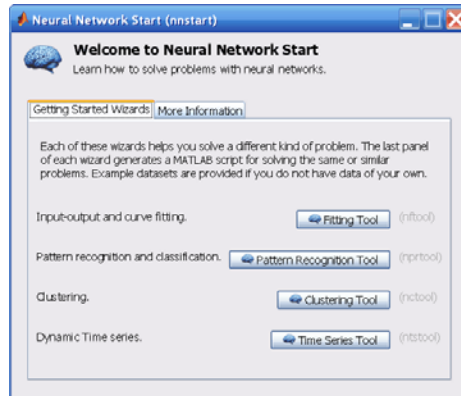 Neural Network Start (nnstart)
Welcome to Neural Network Start
Learn how to solve problems with neural networks.
Getting Started Wizards More Information
Each of these wizards helps you solve a different kind of problem. The last panel
of each wizard generates a MATLAB script for solving the same or similar
problems. Example datasets are provided if you do not have data of your own.
Input-output and curve fitting. Fitting Tool (nftool)
Pattern recognition and classification. Pattern Recognition Tool (nprtool)
Clustering. Clustering Tool (nctool)
Dynamic Time series. Time Series Tool (ntstool)